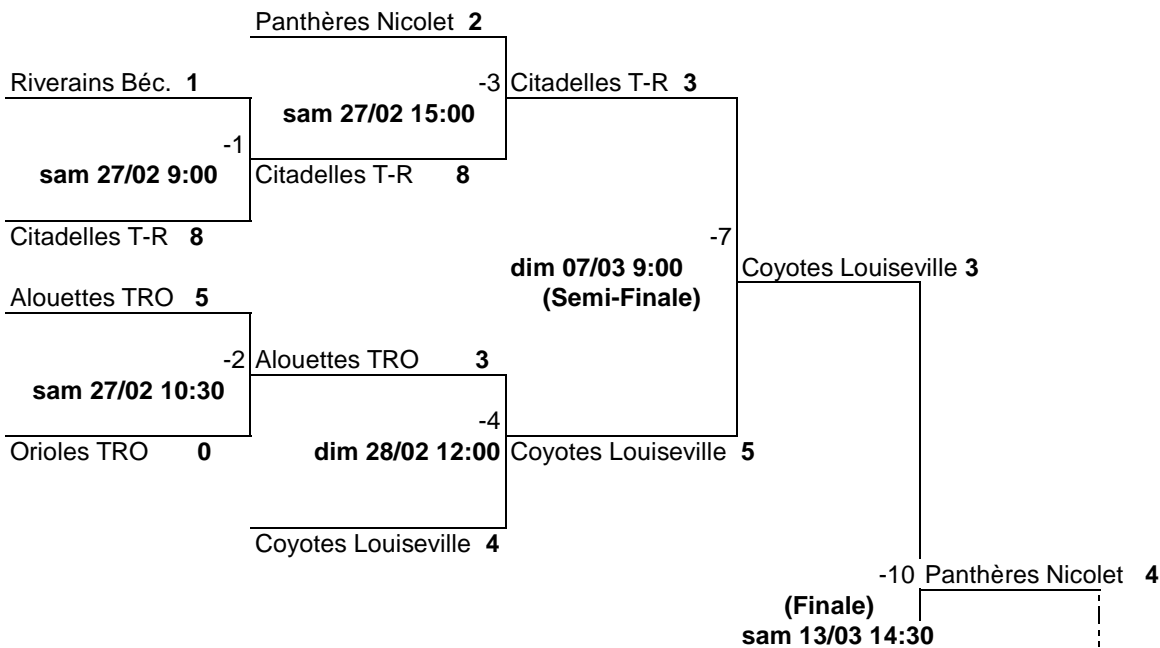 Panthères Nicolet 2
Riverains Béc. 1
-3 Citadelles T-R 3
sam 27/02 15:00
-1
sam 27/02 9:00
Citadelles T-R 8
Citadelles T-R 8
-7
dim 07/03 9:00
Coyotes Louiseville 3
(Semi-Finale)
Alouettes TRO 5
-2 Alouettes TRO 3
sam 27/02 10:30
-4
Orioles TRO 0
dim 28/02 12:00 Coyotes Louiseville 5
Coyotes Louiseville 4
-10 Panthères Nicolet 4
(Finale)
sam 13/03 14:30